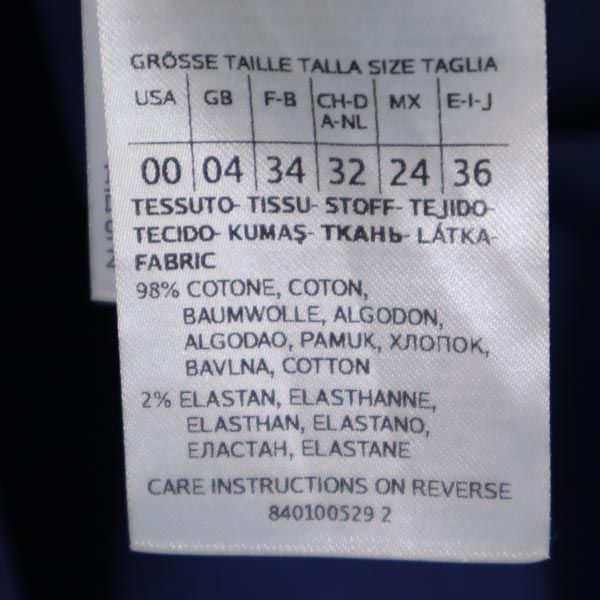 GRÖSSE TAILLE TALLA SIZE TAGLIA
USA GB F-B CH-D A-NL MX E-I-J
00 04 34 32 24 36
TESSUTO- TISSU- STOFF- TEJIDO-
TECIDO- KUMAŞ- ТКАНЬ- LÁTKA-
FABRIC
98% COTONE, COTON,
BAUMWOLLE, ALGODON,
ALGODAO, PAMUK, ХЛОПОК,
BAVLNA, COTTON
2% ELASTAN, ELASTHANNE,
ELASTHAN, ELASTANO,
ЕЛАСТАН, ELASTANE
CARE INSTRUCTIONS ON REVERSE
840100529 2